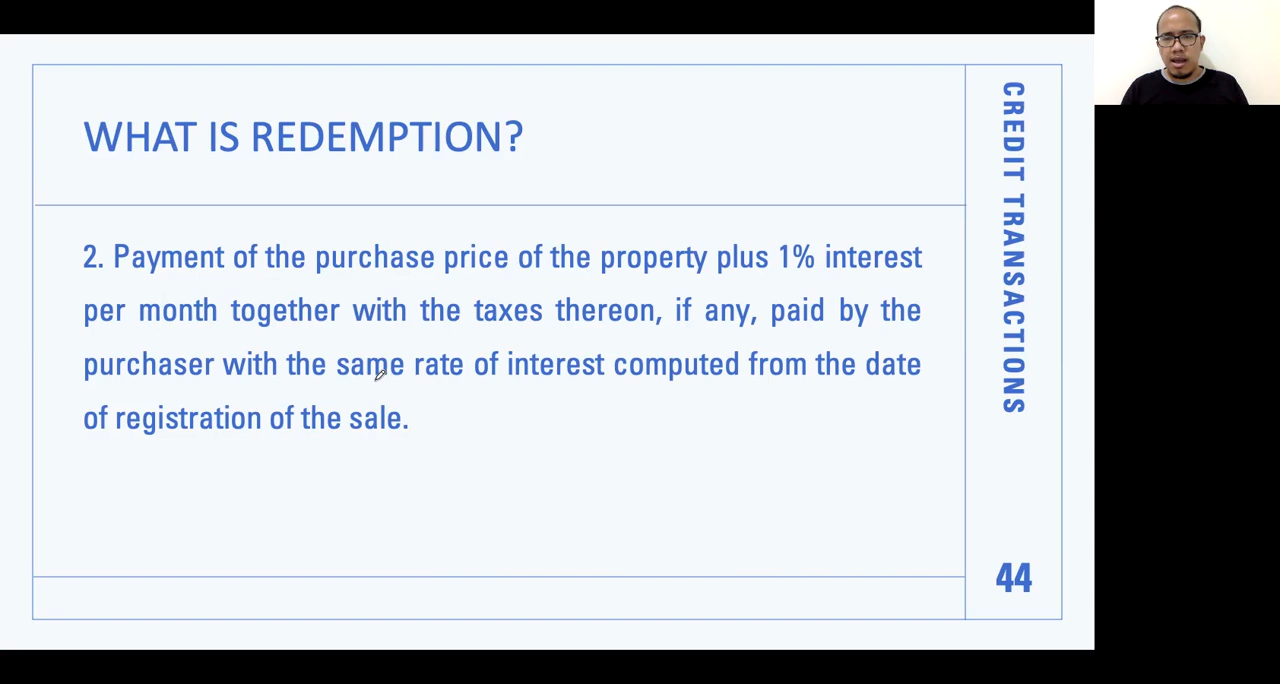 WHAT IS REDEMPTION?
2. Payment of the purchase price of the property plus 1% interest
per month together with the taxes thereon, if any, paid by the
purchaser with the same rate of interest computed from the date
of registration of the sale.
CREDIT TRANSACTIONS
44